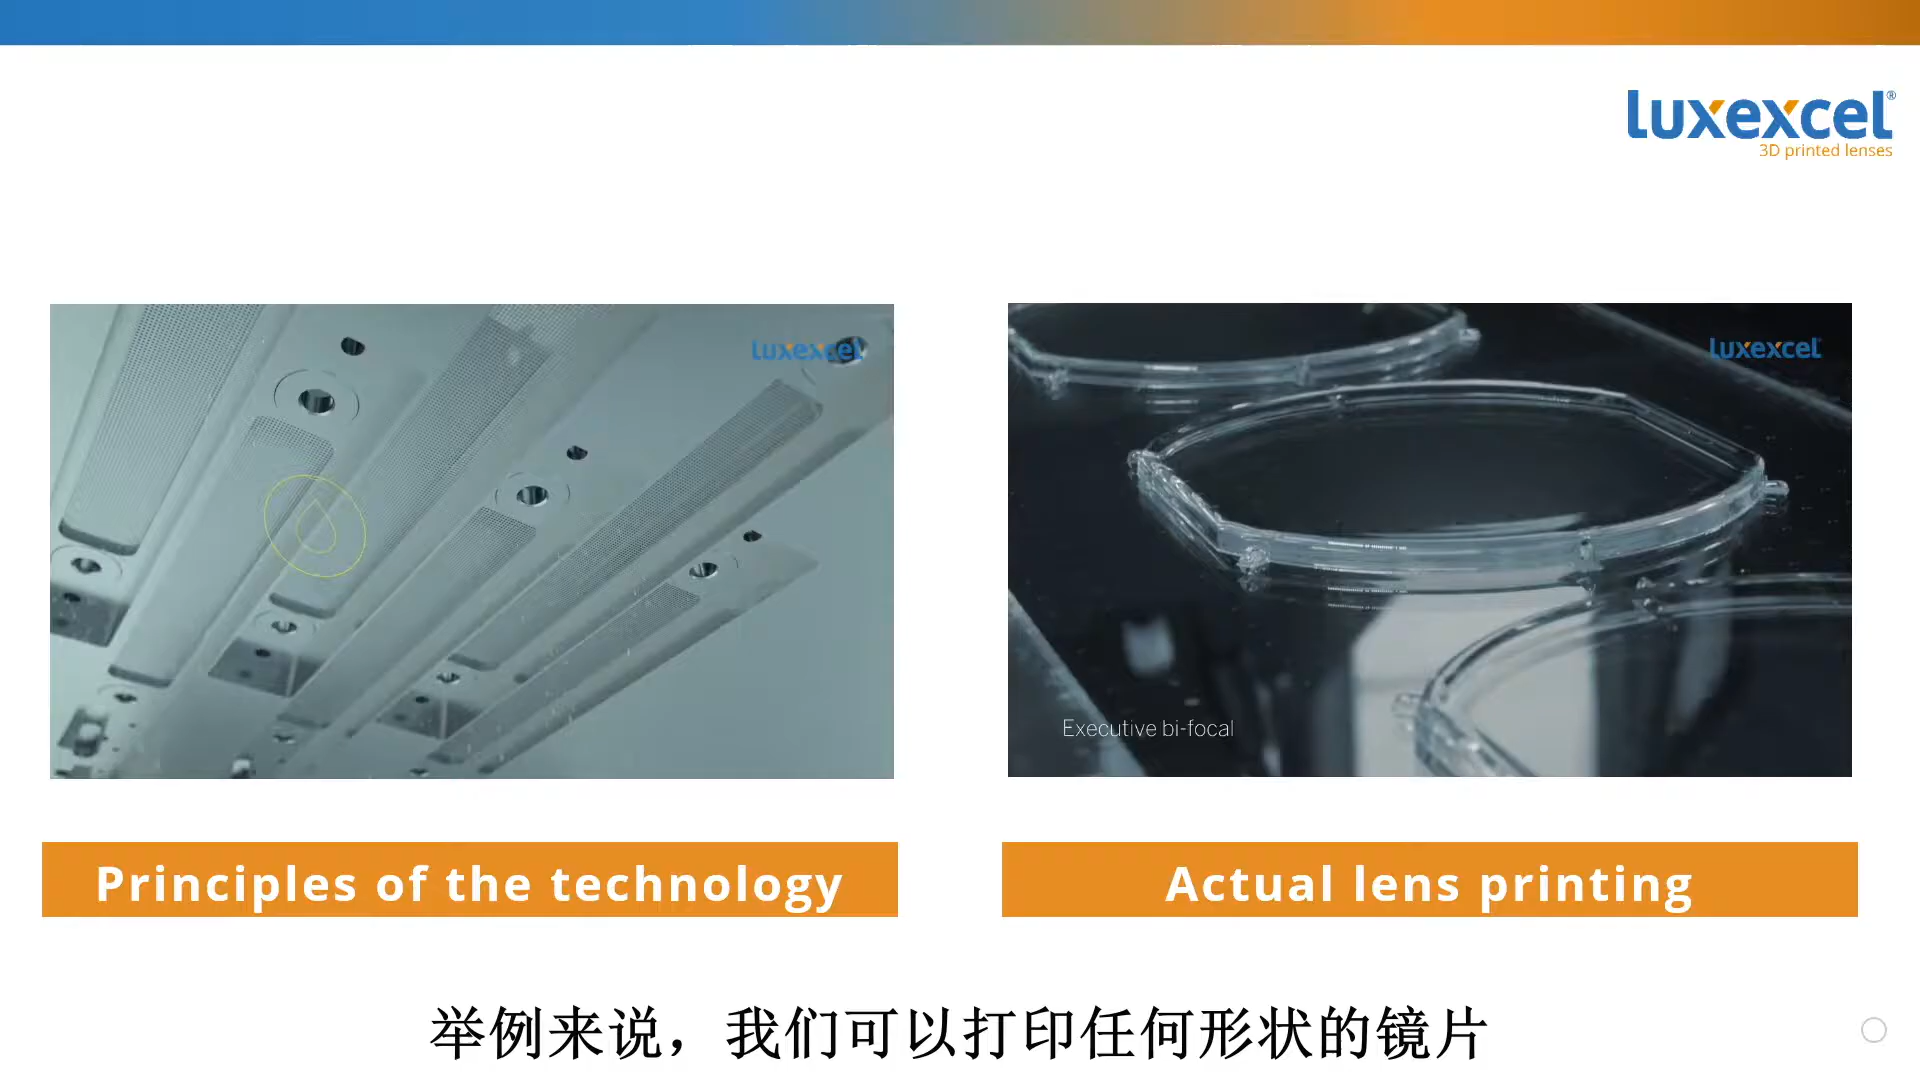 luxexcel®
3D printed lenses
luxexcel
luxexcel
Executive bi-focal
Principles of the technology
Actual lens printing
举例来说，我们可以打印任何形状的镜片